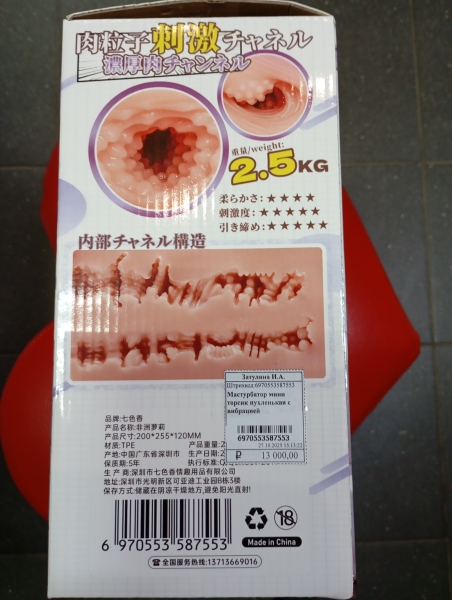 肉粒子刺激チャネル
濃厚肉チャンネル
重量/weight:
2.5KG
柔らかさ:★★★★
刺激度:★★★★★
引き締め:★★★★★
内部チャネル構造
Затулина И.А.
Штрихкод:6970553587553
Мастурбатор мини
торсик пухленькая с
вибрацией
6970553587553
₽ 13 000,00
品牌:七色香
产品名称:非洲萝莉
产品尺寸:200*255*120MM
材质:TPE
产地:中国广东省深圳市
保质期:5年
生产商:深圳市七色香情趣用品有限公司
地址:深圳市光明新区可亚迪工业园B栋3楼
保存方式:储藏在阴凉干燥地方,避免阳光直射!
6 970553 587553
18
Made in China
☎全国服务热线:13713669016